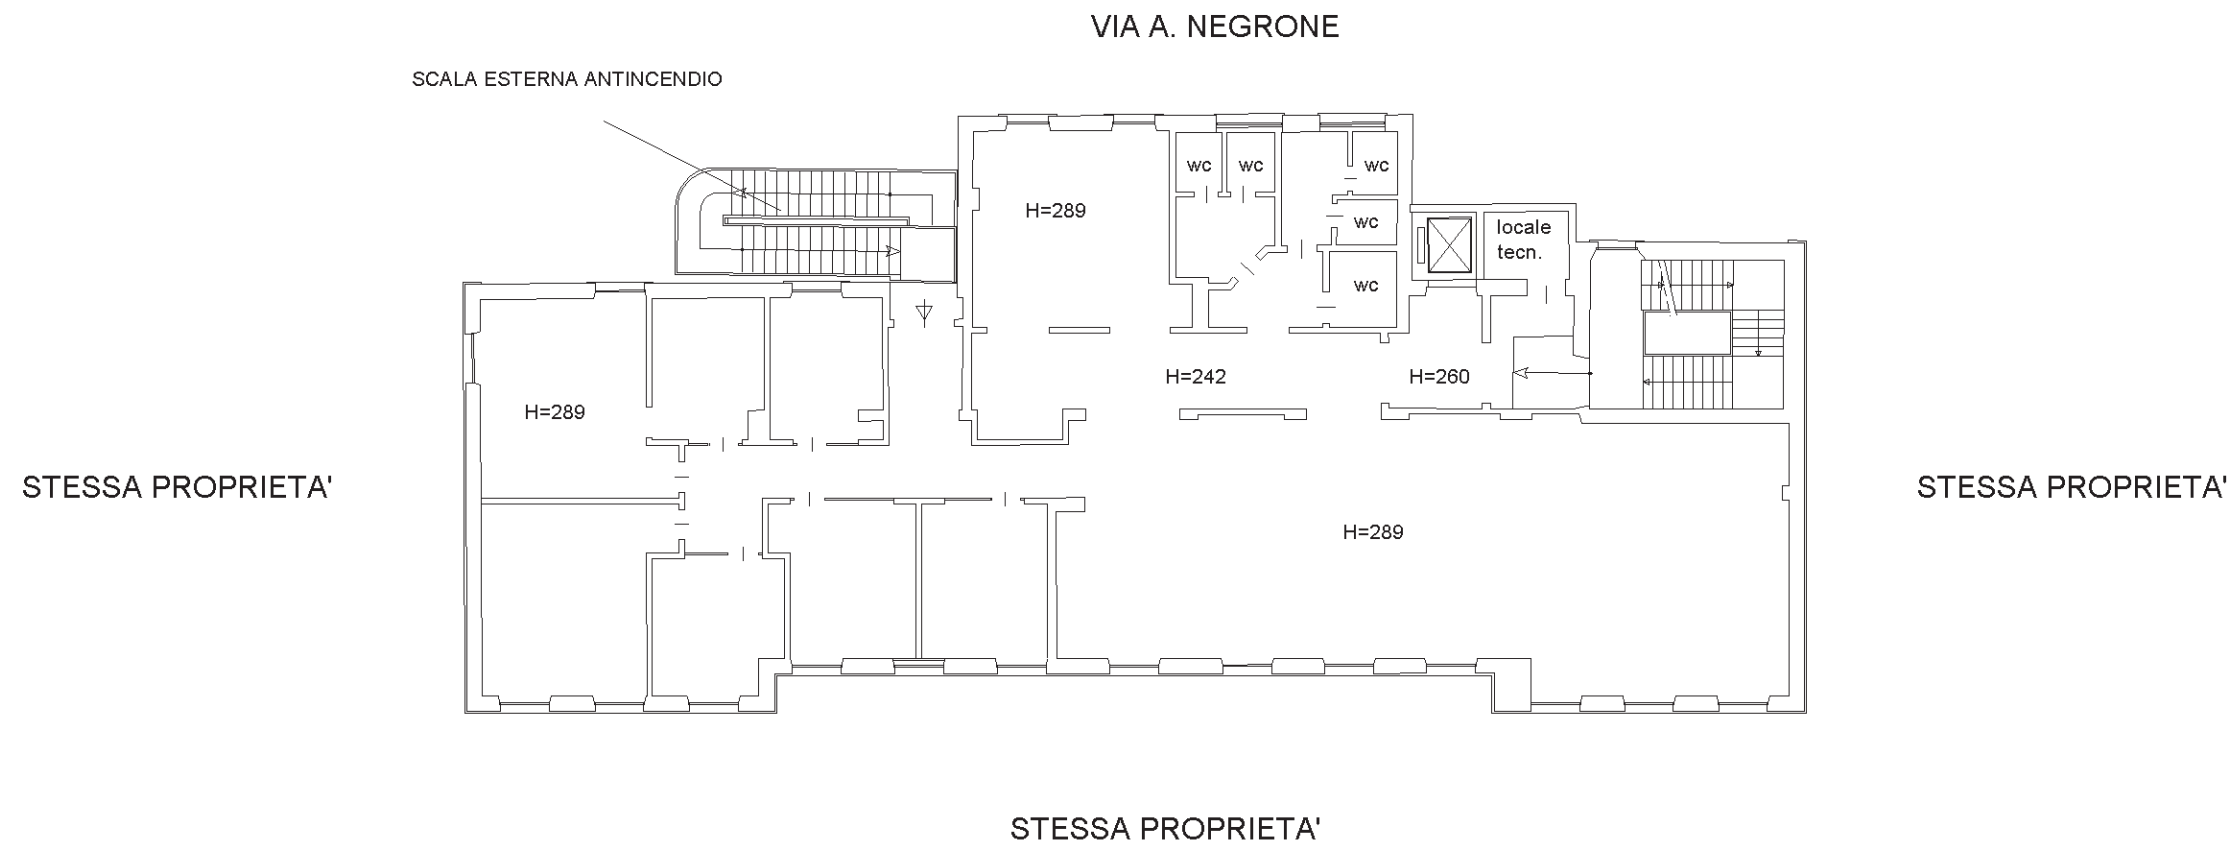 VIA A. NEGRONE
SCALA ESTERNA ANTINCENDIO
wc
wc
wc
H=289
wc
locale
tecn.
wc
H=242
H=260
H=289
STESSA PROPRIETA'
STESSA PROPRIETA'
H=289
STESSA PROPRIETA'